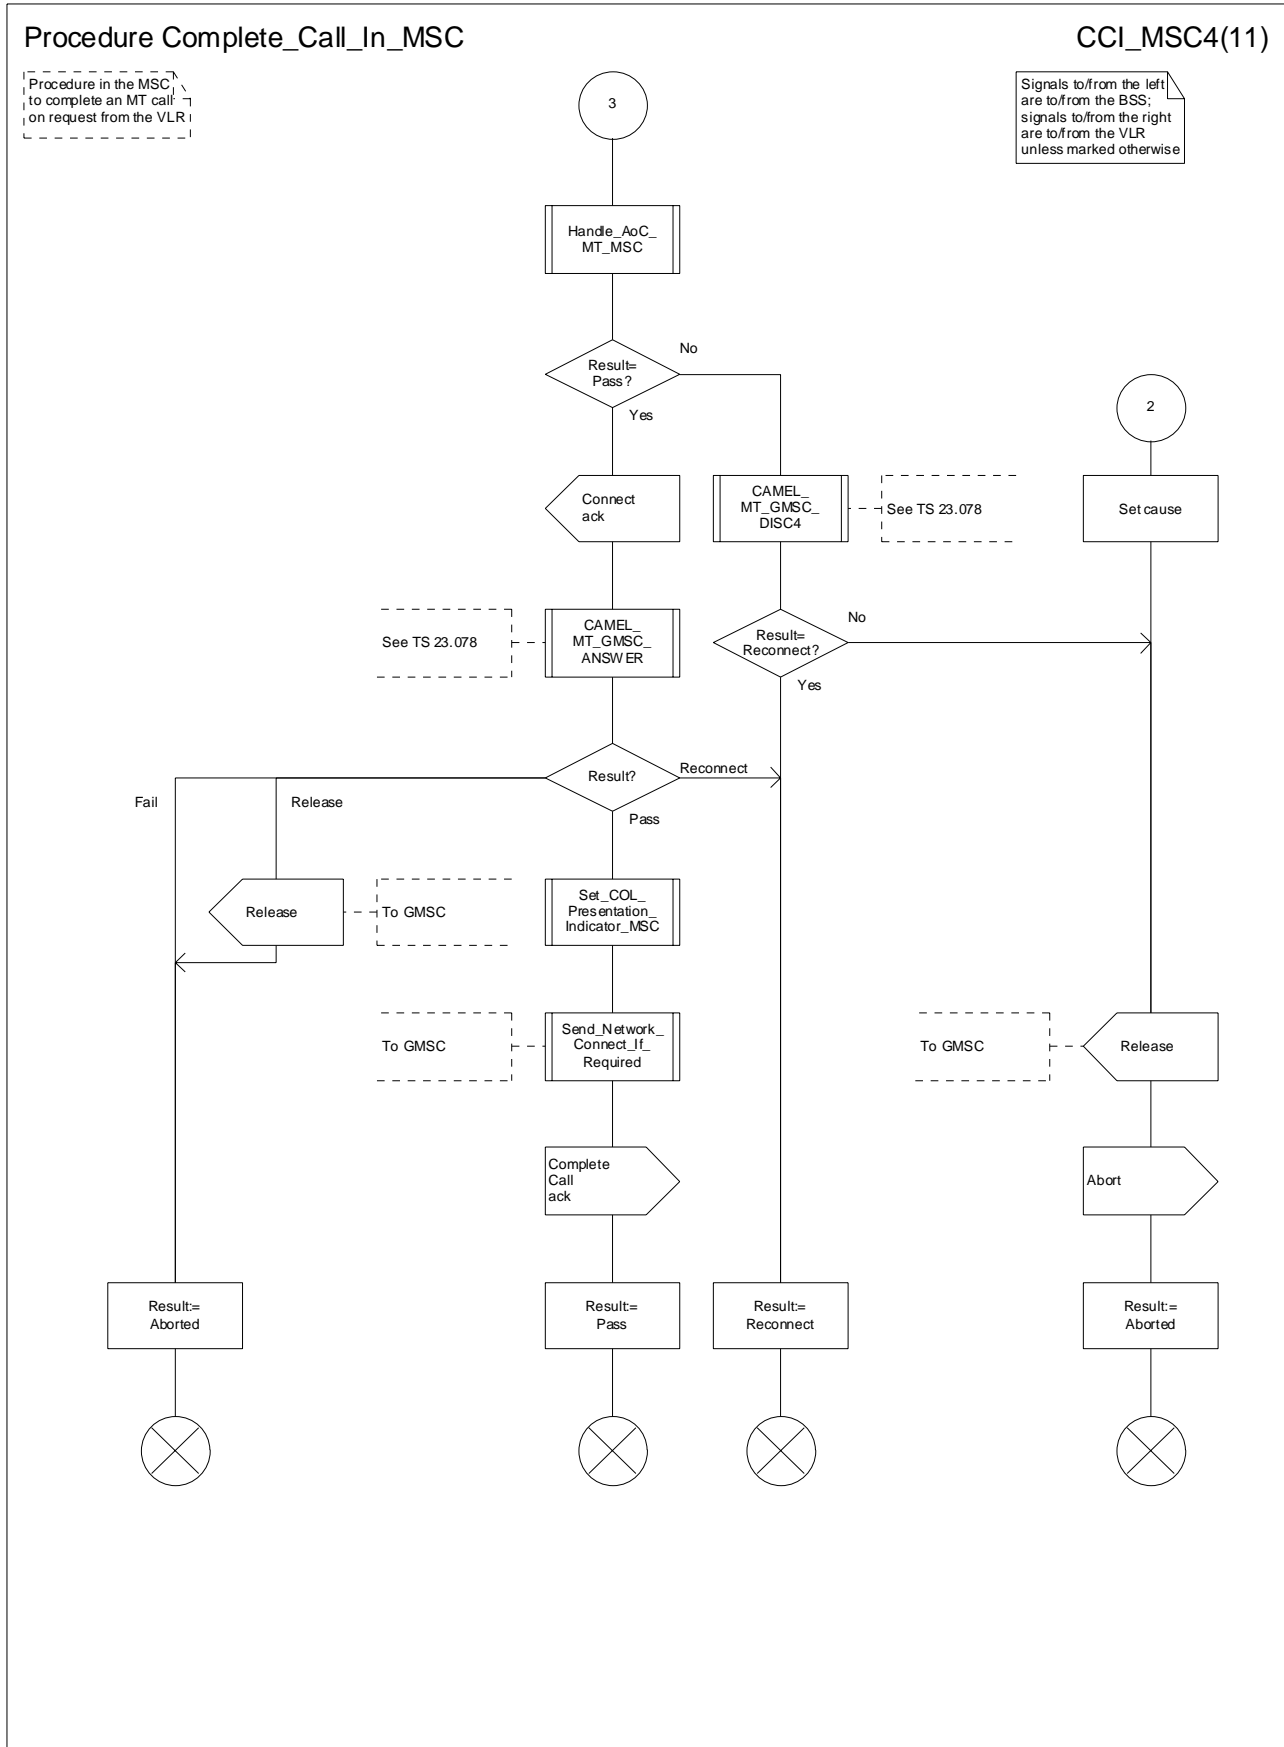 Procedure Complete_Call_In_MSC
CCI_MSC4(11)
Procedure in the MSC
to complete an MT call
on request from the VLR
Signals to/from the left
are to/from the BSS;
signals to/from the right
are to/from the VLR
unless marked otherwise
3
Handle_AoC_
MT_MSC
No
Result=
Pass?
Yes
2
Connect
ack
CAMEL_
MT_GMSC_
DISC4
See TS 23.078
Set cause
See TS 23.078
CAMEL_
MT_GMSC_
ANSWER
Result=
Reconnect?
No
Yes
Result?
Reconnect
Fail
Release
Pass
Release
To GMSC
Set_COL_
Presentation_
Indicator_MSC
To GMSC
Send_Network_
Connect_If_
Required
To GMSC
Release
Complete
Call
ack
Abort
Result:=
Aborted
Result:=
Pass
Result:=
Reconnect
Result:=
Aborted